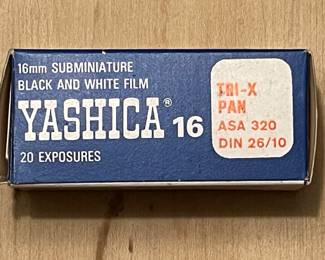 16mm SUBMINIATURE
BLACK AND WHITE FILM
YASHICA® 16
20 EXPOSURES
TRI-X
PAN
ASA 320
DIN 26/10